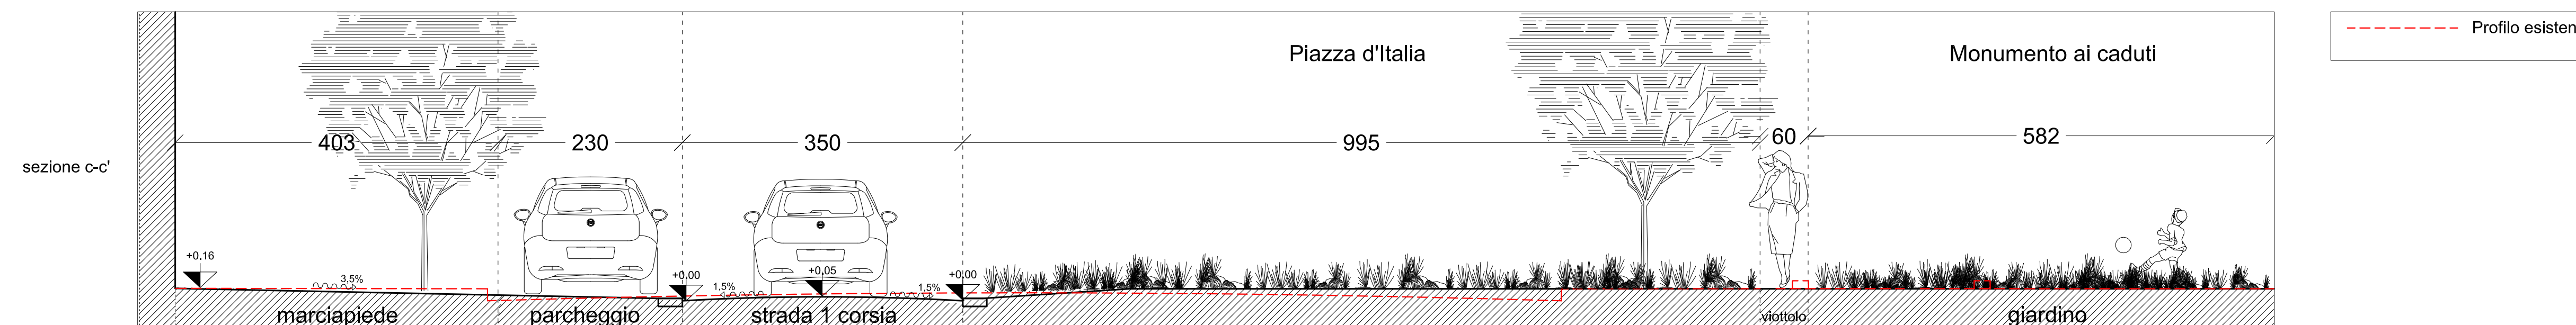 Piazza d'Italia
Monumento ai caduti
Profilo esisten
403
230
350
995
60
582
sezione c-c'
+0.16
3,5%
+0,00
1,5%
+0,05
1,5%
+0,00
marciapiede
parcheggio
strada 1 corsia
viottolo
giardino